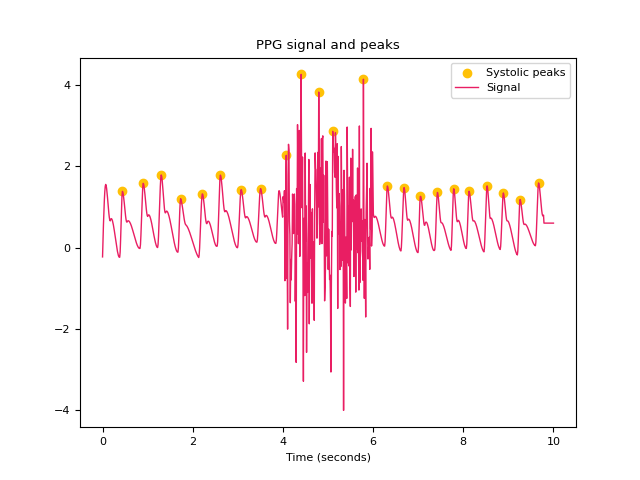 PPG signal and peaks
Systolic peaks
Signal
4
2
0
−2
−4
0 2 4 6 8 10
Time (seconds)